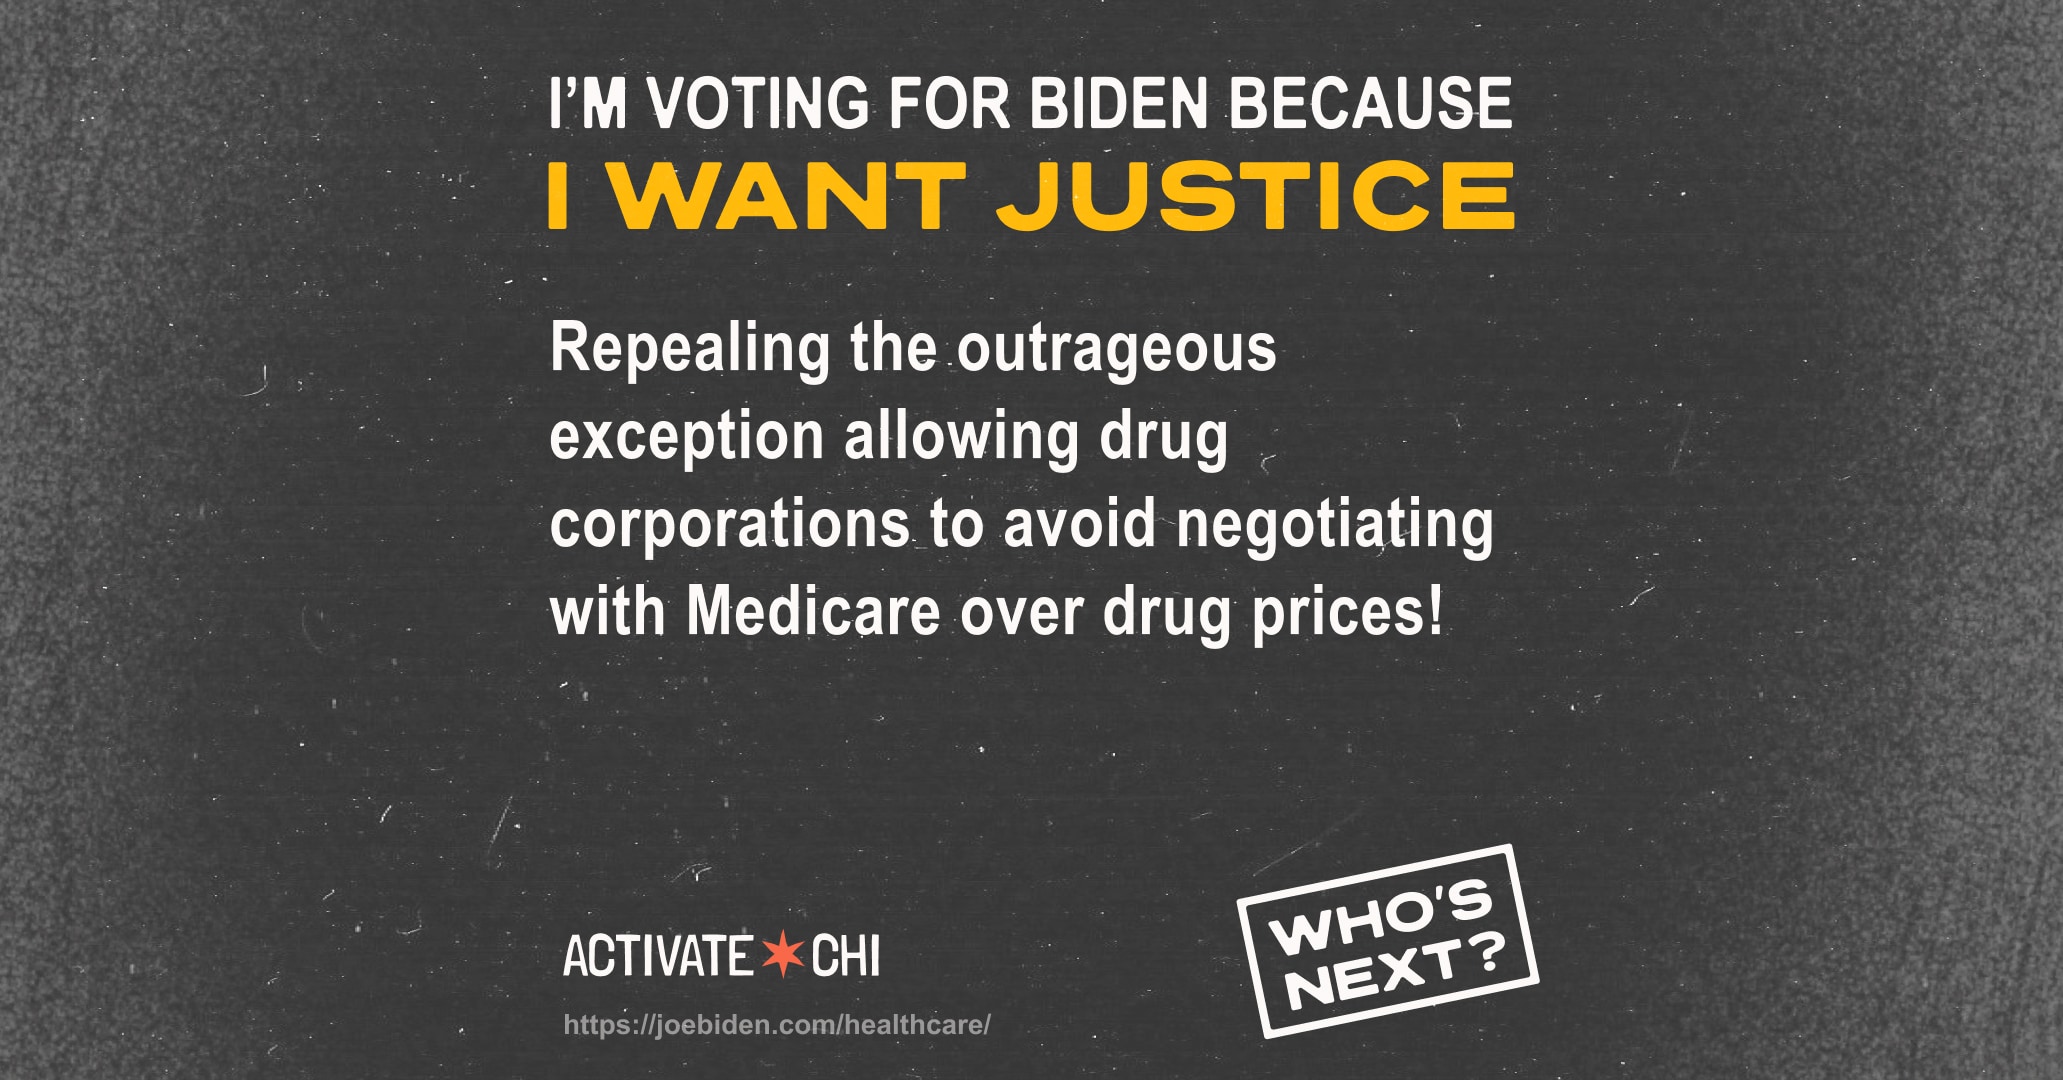 I'M VOTING FOR BIDEN BECAUSE
I WANT JUSTICE
Repealing the outrageous
exception allowing drug
corporations to avoid negotiating
with Medicare over drug prices!
ACTIVATE CHI
https://joebiden.com/healthcare/
WHO'S
NEXT?